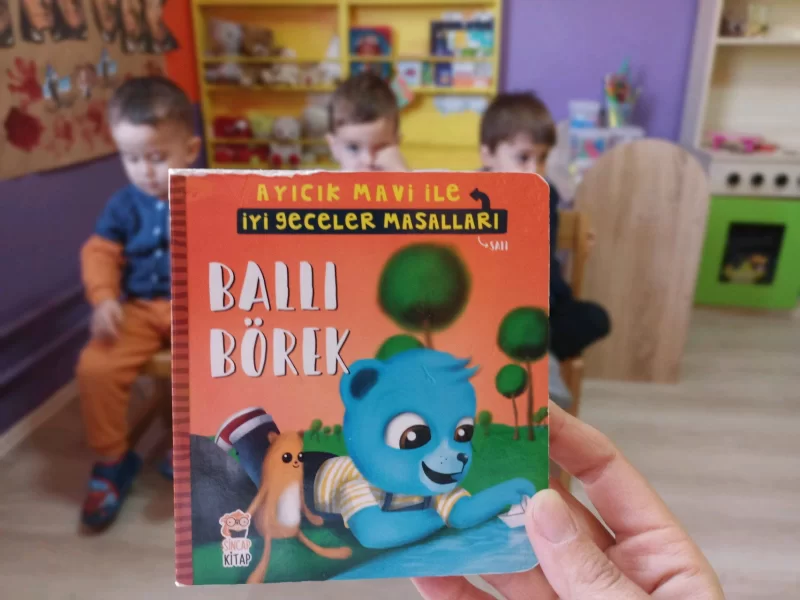 AYICIK MAVİ İLE
İYİ GECELER MASALLARI
SALI
BALLI
BÖREK
SİNCAP
KİTAP